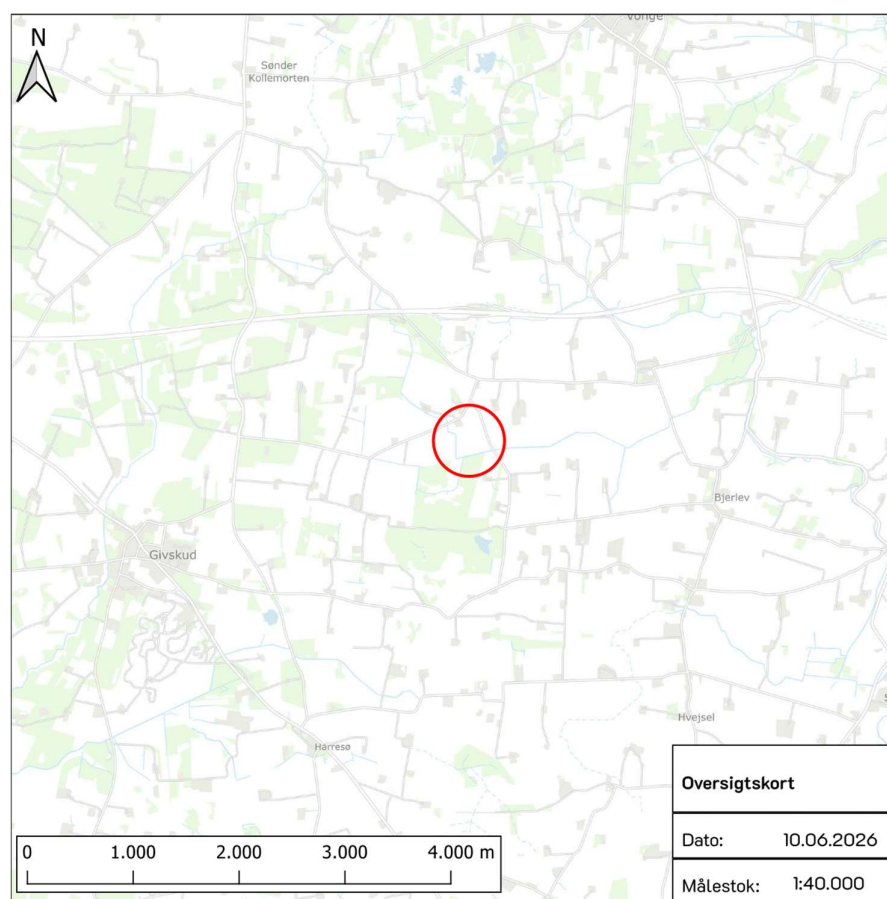 Vonge
N
Sønder
Kollemorten
Bjerlev
Givskud
Hvejsel
Harresø
Oversigtskort
Dato: 10.06.2026
Målestok: 1:40.000
0 1.000 2.000 3.000 4.000 m